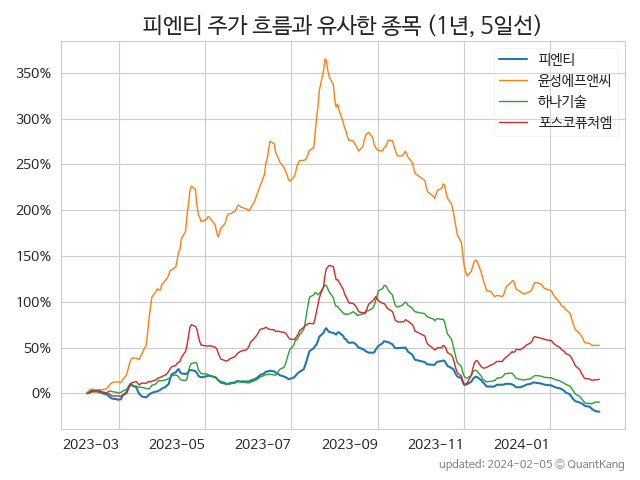 피엔티 주가 흐름과 유사한 종목 (1년, 5일선)
피엔티
윤성에프앤씨
하나기술
포스코퓨처엠
350%
300%
250%
200%
150%
100%
50%
0%
2023-03 2023-05 2023-07 2023-09 2023-11 2024-01
updated: 2024-02-05 © QuantKang